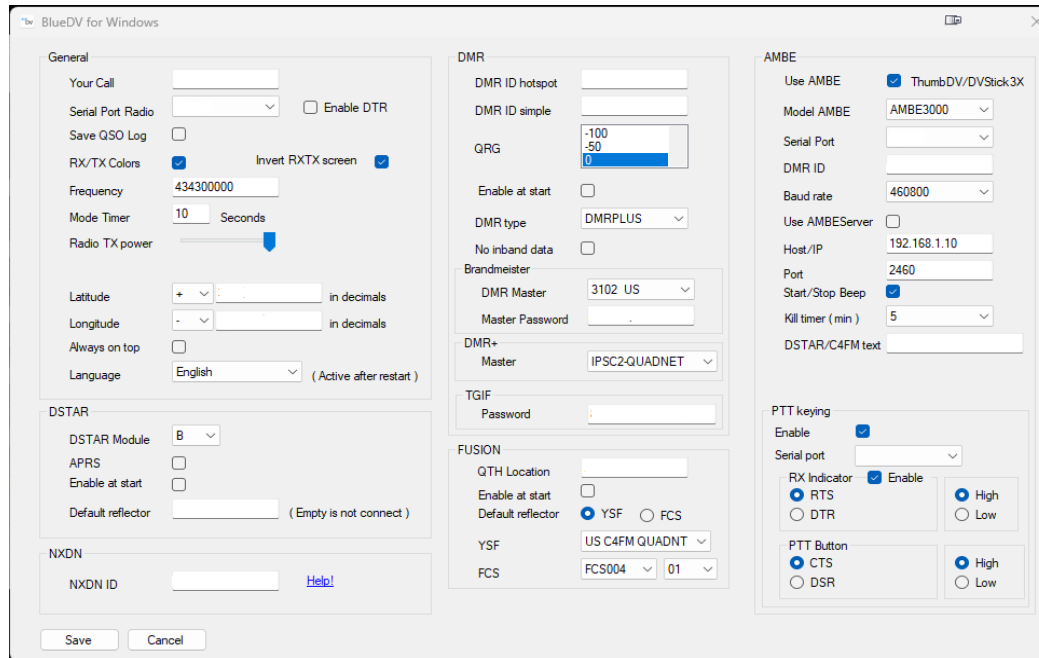 BlueDV for Windows
General
Your Call
Serial Port Radio
Enable DTR
Save QSO Log
RX/TX Colors
Invert RXTX screen
Frequency
434300000
Mode Timer
10
Seconds
Radio TX power
Latitude
+
in decimals
Longitude
-
in decimals
Always on top
Language
English
( Active after restart )
DSTAR
DSTAR Module
B
APRS
Enable at start
Default reflector
( Empty is not connect )
NXDN
NXDN ID
Help!
Save
Cancel
DMR
DMR ID hotspot
DMR ID simple
QRG
-100
-50
0
Enable at start
DMR type
DMRPLUS
No inband data
Brandmeister
DMR Master
3102 US
Master Password
DMR+
Master
IPSC2-QUADNET
TGIF
Password
FUSION
QTH Location
Enable at start
Default reflector
YSF
FCS
YSF
US C4FM QUADNT
FCS
FCS004
01
AMBE
Use AMBE
ThumbDV/DVStick3X
Model AMBE
AMBE3000
Serial Port
DMR ID
Baud rate
460800
Use AMBEServer
Host/IP
192.168.1.10
Port
2460
Start/Stop Beep
Kill timer ( min )
5
DSTAR/C4FM text
PTT keying
Enable
Serial port
RX Indicator
Enable
RTS
High
DTR
Low
PTT Button
CTS
High
DSR
Low